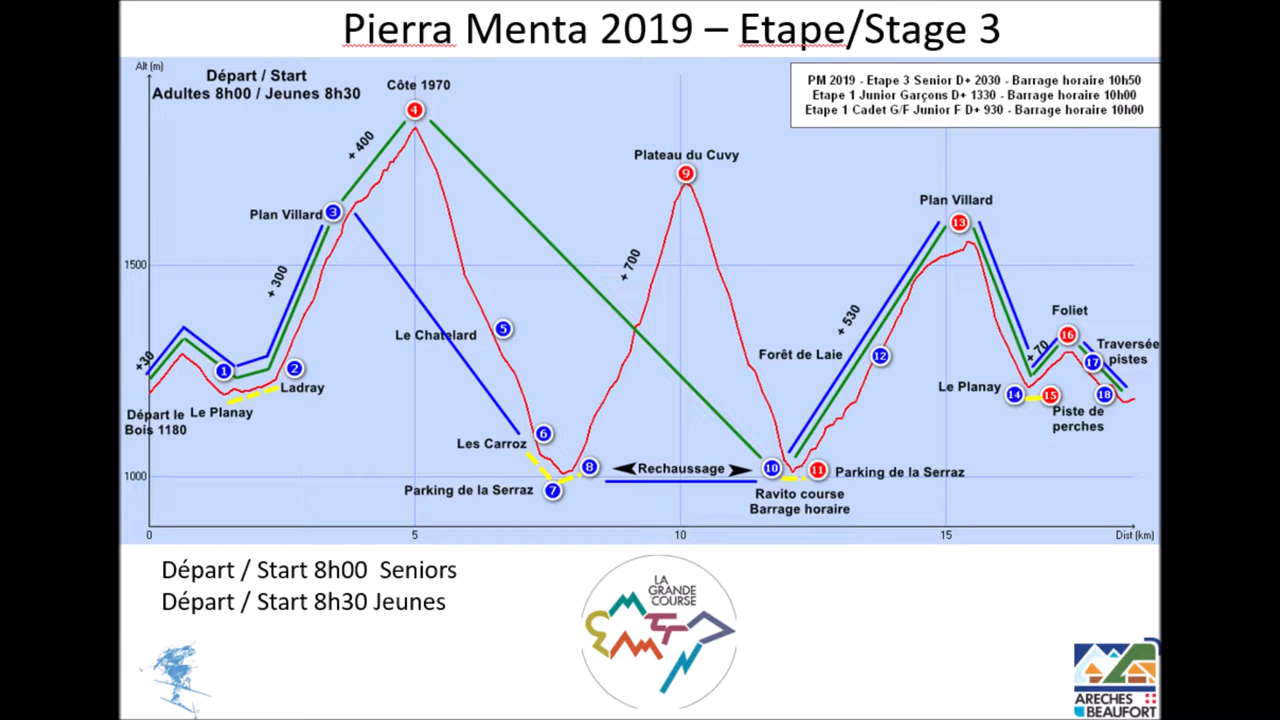 Pierra Menta 2019 – Etape/Stage 3
Alt (m)
Départ / Start
Adultes 8h00 / Jeunes 8h30
PM 2019 - Etape 3 Senior D+ 2030 - Barrage horaire 10h50
Etape 1 Junior Garçons D+ 1330 - Barrage horaire 10h00
Etape 1 Cadet G/F Junior F D+ 930 - Barrage horaire 10h00
Côte 1970
4
+ 400
Plateau du Cuvy
9
Plan Villard
3
Plan Villard
13
1500
+ 300
+ 700
+ 530
Foliet
16
Le Chatelard
5
+30
1
2
Ladray
Forêt de Laie
12
+ 70
Traversée
pistes
17
Départ le
Bois 1180
Le Planay
Le Planay
14
15
18
Piste de
perches
Les Carroz
6
1000
8
Rechaussage
10
11
Parking de la Serraz
Parking de la Serraz
7
Ravito course
Barrage horaire
0
5
10
15
Dist (km)
Départ / Start 8h00 Seniors
Départ / Start 8h30 Jeunes
LA
GRANDE
COURSE
ARECHES
BEAUFORT